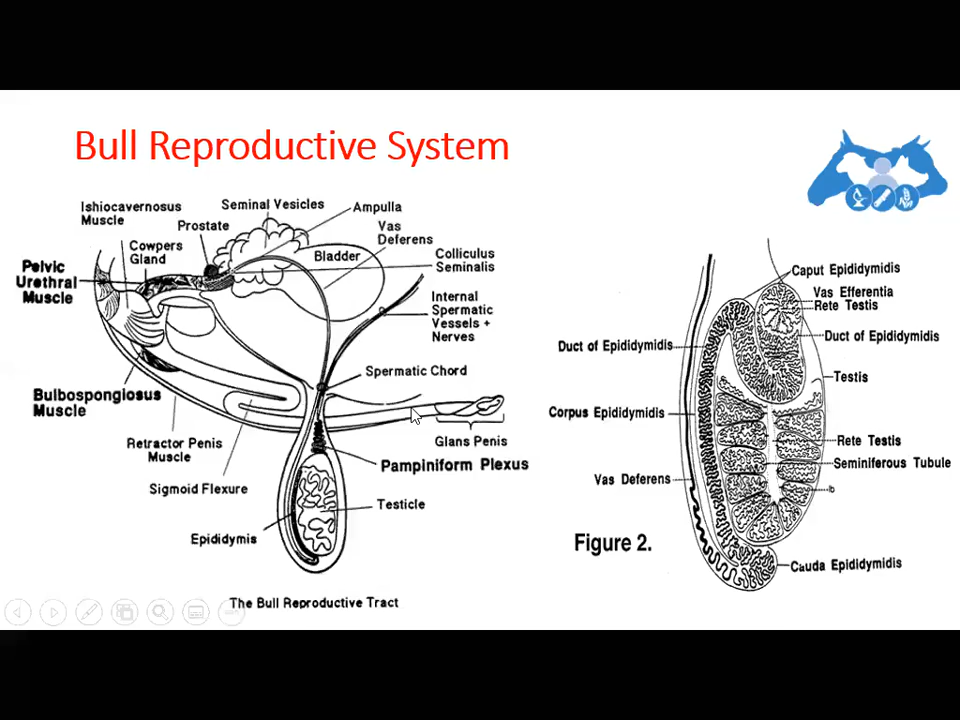 Bull Reproductive System
Ishiocavernosus
Muscle
Seminal Vesicles
Ampulla
Prostate
Vas
Deferens
Cowpers
Gland
Bladder
Colliculus
Seminalis
Pelvic
Urethral
Muscle
Internal
Spermatic
Vessels +
Nerves
Spermatic Chord
Bulbospongiosus
Muscle
Retractor Penis
Muscle
Glans Penis
Pampiniform Plexus
Sigmoid Flexure
Testicle
Epididymis
The Bull Reproductive Tract
Caput Epididymidis
Vas Efferentia
Rete Testis
Duct of Epididymidis
Duct of Epididymidis
Testis
Corpus Epididymidis
Rete Testis
Seminiferous Tubule
Vas Deferens
Figure 2.
Cauda Epididymidis